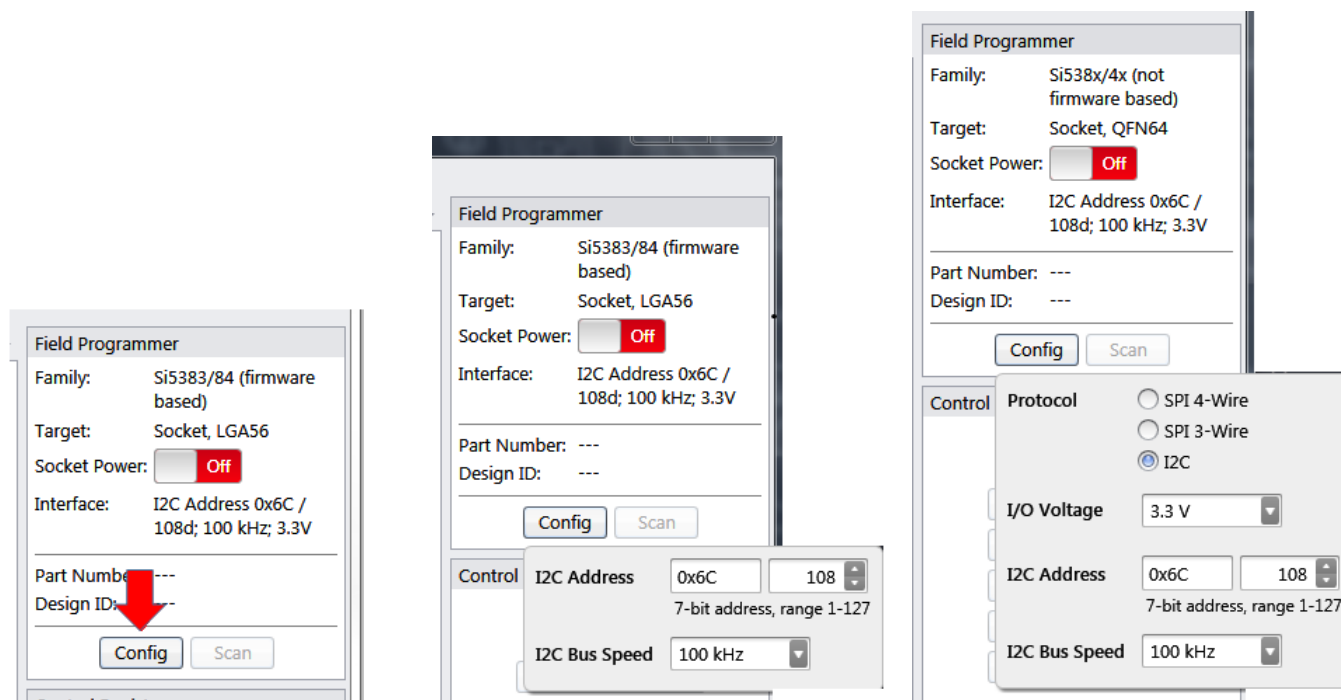 Field Programmer
Family: Si5383/84 (firmware
based)
Target: Socket, LGA56
Socket Power: Off
Interface: I2C Address 0x6C /
108d; 100 kHz; 3.3V
---
Design ID: ---
Config Scan
Field Programmer
Family: Si5383/84 (firmware
based)
Target: Socket, LGA56
Socket Power: Off
Interface: I2C Address 0x6C /
108d; 100 kHz; 3.3V
Part Number: ---
Design ID: ---
Config Scan
Control
I2C Address 0x6C 108
7-bit address, range 1-127
I2C Bus Speed 100 kHz
Field Programmer
Family: Si538x/4x (not
firmware based)
Target: Socket, QFN64
Socket Power: Off
Interface: I2C Address 0x6C /
108d; 100 kHz; 3.3V
Part Number: ---
Design ID: ---
Config Scan
Control
Protocol SPI 4-Wire
SPI 3-Wire
I2C
I/O Voltage 3.3 V
I2C Address 0x6C 108
7-bit address, range 1-127
I2C Bus Speed 100 kHz